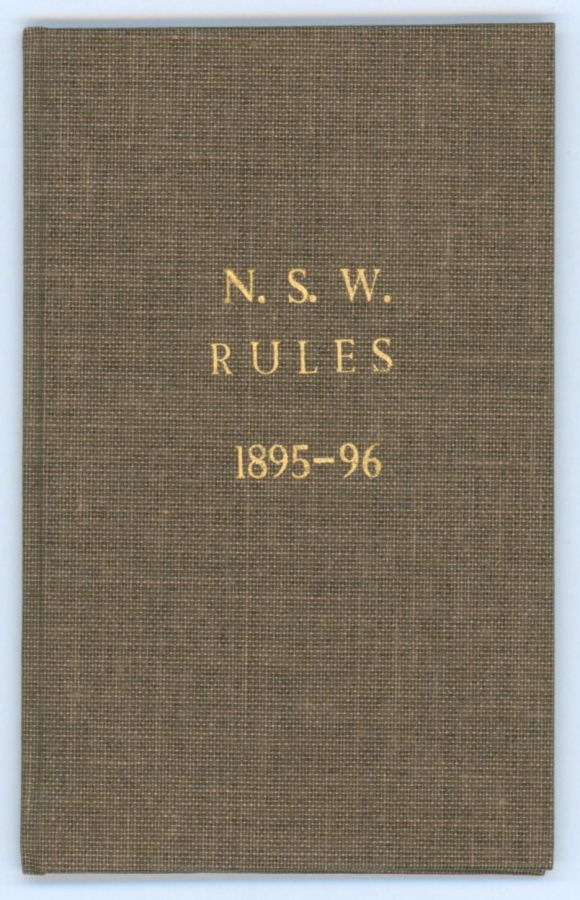 N. S. W.
RULES
1895-96